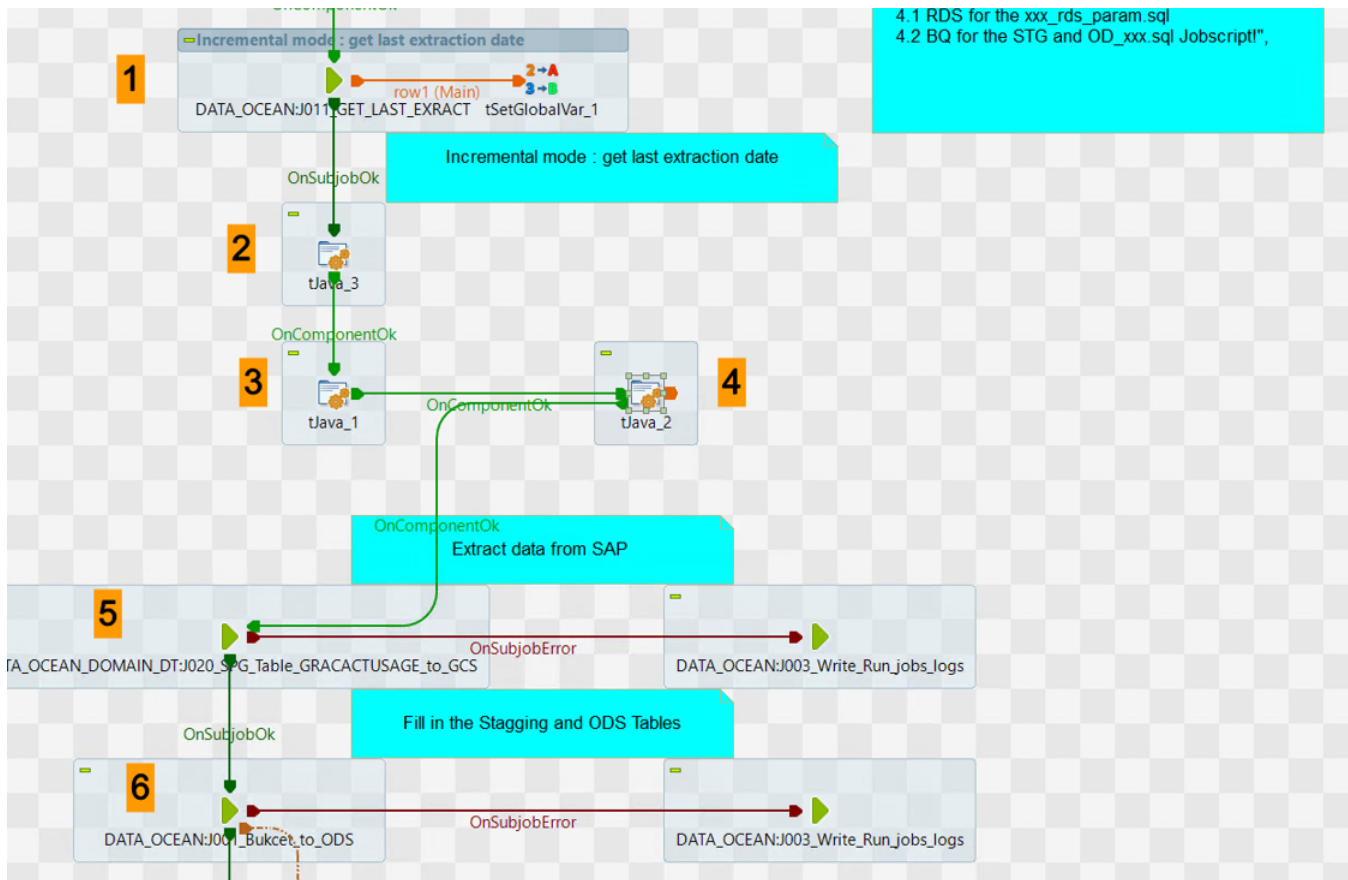 OnComponentOk
4.1 RDS for the xxx_rds_param.sql
4.2 BQ for the STG and OD_xxx.sql Jobscript!",
Incremental mode : get last extraction date
1
row1 (Main)
2→A
3→B
DATA_OCEAN:J011_GET_LAST_EXRACT
tSetGlobalVar_1
Incremental mode : get last extraction date
OnSubjobOk
2
tJava_3
OnComponentOk
3
tJava_1
OnComponentOk
4
tJava_2
OnComponentOk
Extract data from SAP
5
TA_OCEAN_DOMAIN_DT:J020_SPG_Table_GRACACTUSAGE_to_GCS
OnSubjobError
DATA_OCEAN:J003_Write_Run_jobs_logs
OnSubjobOk
Fill in the Stagging and ODS Tables
6
DATA_OCEAN:J001_Bukcet_to_ODS
OnSubjobError
DATA_OCEAN:J003_Write_Run_jobs_logs